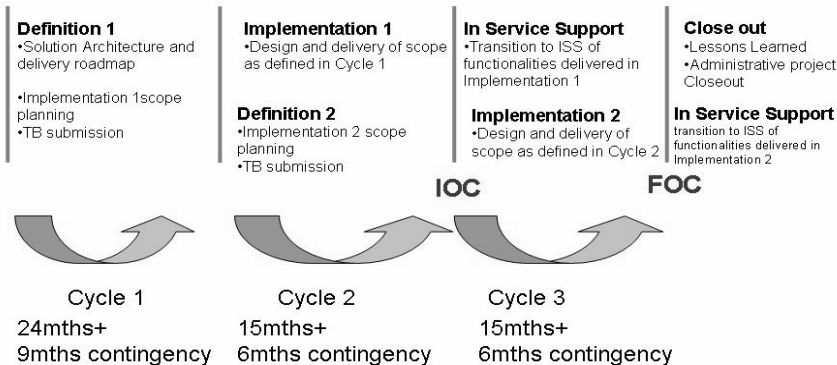 Definition 1
•Solution Architecture and
delivery roadmap
•Implementation 1scope
planning
•TB submission
Implementation 1
•Design and delivery of scope
as defined in Cycle 1
Definition 2
•Implementation 2 scope
planning
•TB submission
In Service Support
•Transition to ISS of
functionalities delivered in
Implementation 1
Implementation 2
•Design and delivery of
scope as defined in Cycle 2
Close out
•Lessons Learned
•Administrative project
Closeout
In Service Support
transition to ISS of
functionalities delivered in
Implementation 2
IOC
FOC
Cycle 1
24mths+
9mths contingency
Cycle 2
15mths+
6mths contingency
Cycle 3
15mths+
6mths contingency